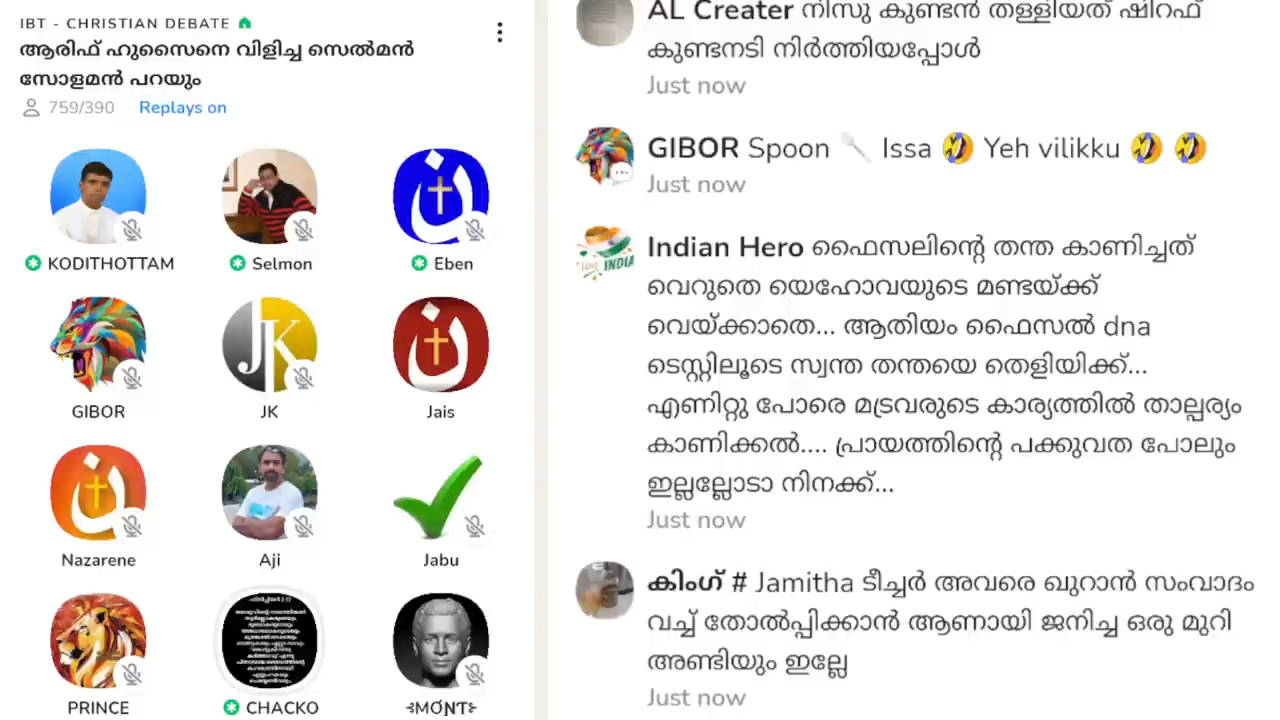 IBT - CHRISTIAN DEBATE
ആരിഫ് ഹുസൈനെ വിളിച്ച സെൽമൻ
സോളമൻ പറയും
759/390 Replays on
KODITHOTTAM Selmon Eben
GIBOR JK Jais
Nazarene Aji Jabu
PRINCE CHACKO ⊰MƠƝƬ⊱
AL Creater നിസു കുണ്ടൻ തള്ളിയത് ഷിറഫ്
കുണ്ടനടി നിർത്തിയപ്പോൾ
Just now
GIBOR Spoon 🥄 Issa 🤣 Yeh vilikku 🤣 🤣
Just now
Indian Hero ഫൈസലിന്റെ തന്ത കാണിച്ചത്
വെറുതെ യെഹോവയുടെ മണ്ടയ്ക്ക്
വെയ്ക്കാതെ... ആതിയം ഫൈസൽ dna
ടെസ്റ്റിലൂടെ സ്വന്ത തന്തയെ തെളിയിക്ക്...
എണിറ്റു പോരെ മട്രവരുടെ കാര്യത്തിൽ താല്പര്യം
കാണിക്കൽ.... പ്രായത്തിന്റെ പക്കുവത പോലും
ഇല്ലല്ലോടാ നിനക്ക്...
Just now
കിംഗ് # Jamitha ടീച്ചർ അവരെ ഖുറാൻ സംവാദം
വച്ച് തോൽപ്പിക്കാൻ ആണായി ജനിച്ച ഒരു മുറി
അണ്ടിയും ഇല്ലേ
Just now